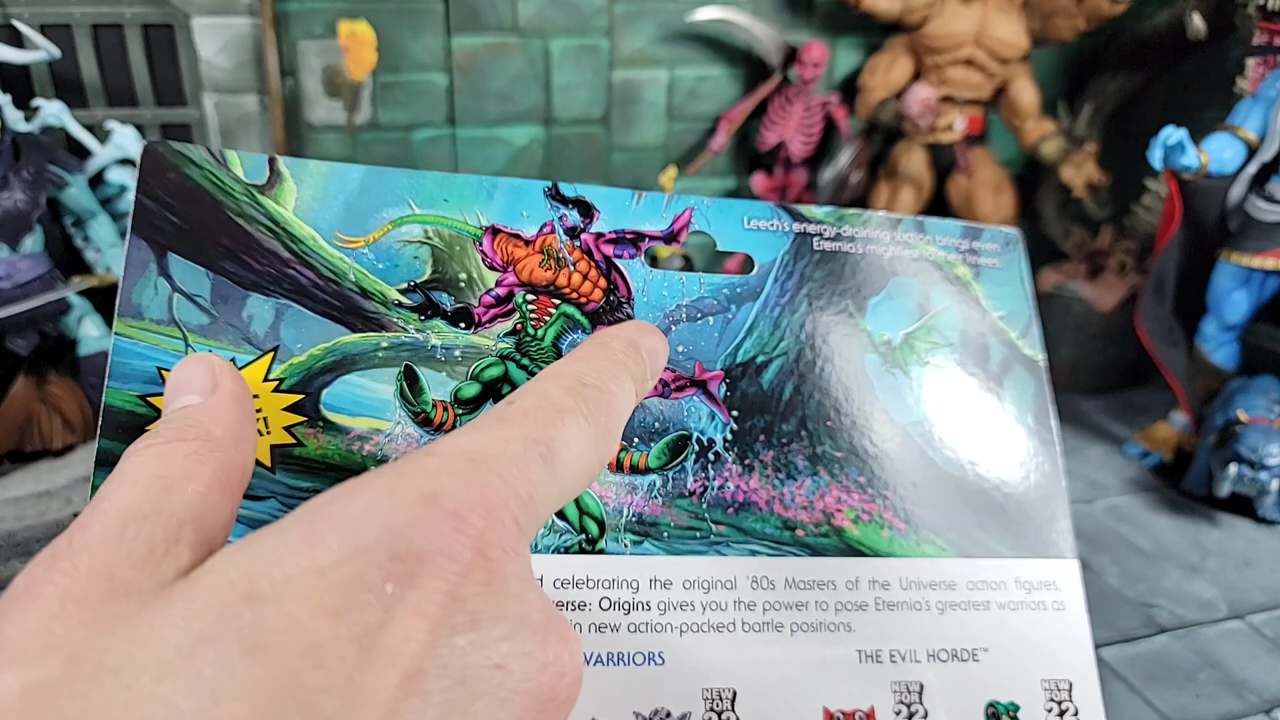 Leech's energy-draining suction brings even
Eternia's mightiest to their knees.
celebrating the original '80s Masters of the Universe action figures,
Origins gives you the power to pose Eternia's greatest warriors as
in new action-packed battle positions.
WARRIORS
THE EVIL HORDE™
NEW FOR 22
NEW FOR 22
NEW FOR 22